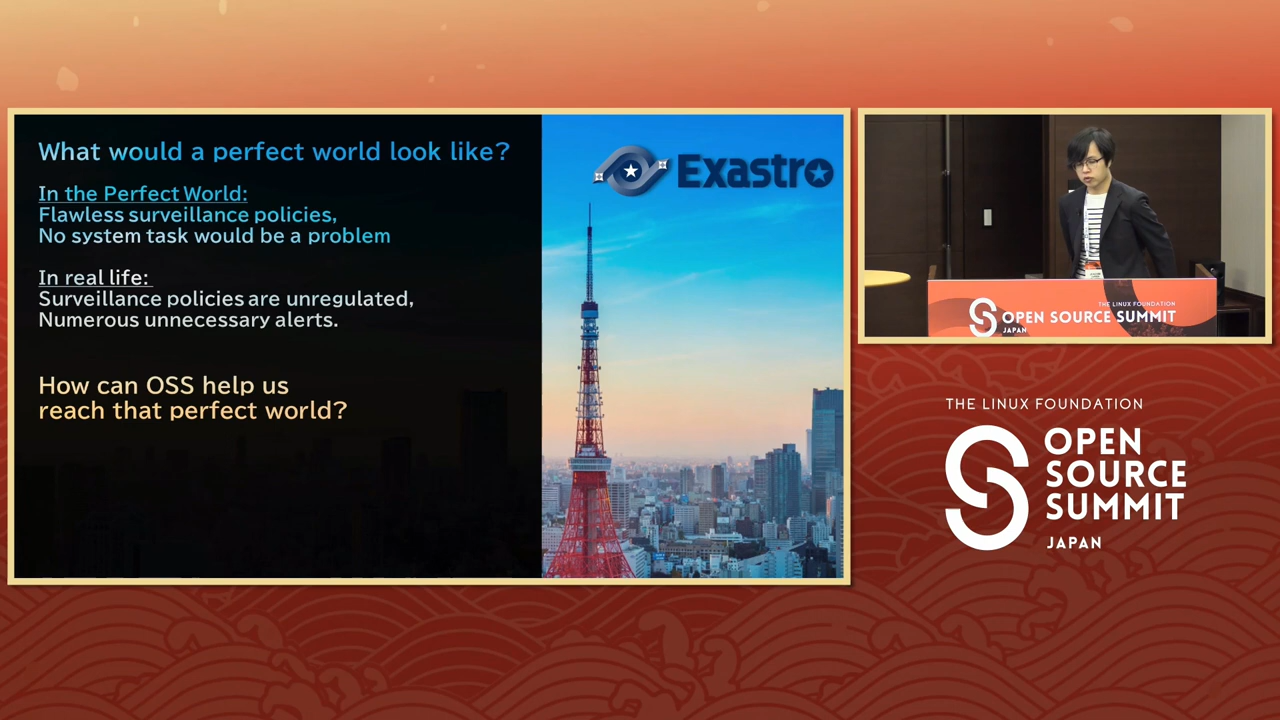 What would a perfect world look like?
In the Perfect World:
Flawless surveillance policies,
No system task would be a problem
In real life:
Surveillance policies are unregulated,
Numerous unnecessary alerts.
How can OSS help us
reach that perfect world?
Exastro
THE LINUX FOUNDATION
OPEN SOURCE SUMMIT
JAPAN
THE LINUX FOUNDATION
OPEN
SOURCE
SUMMIT
JAPAN